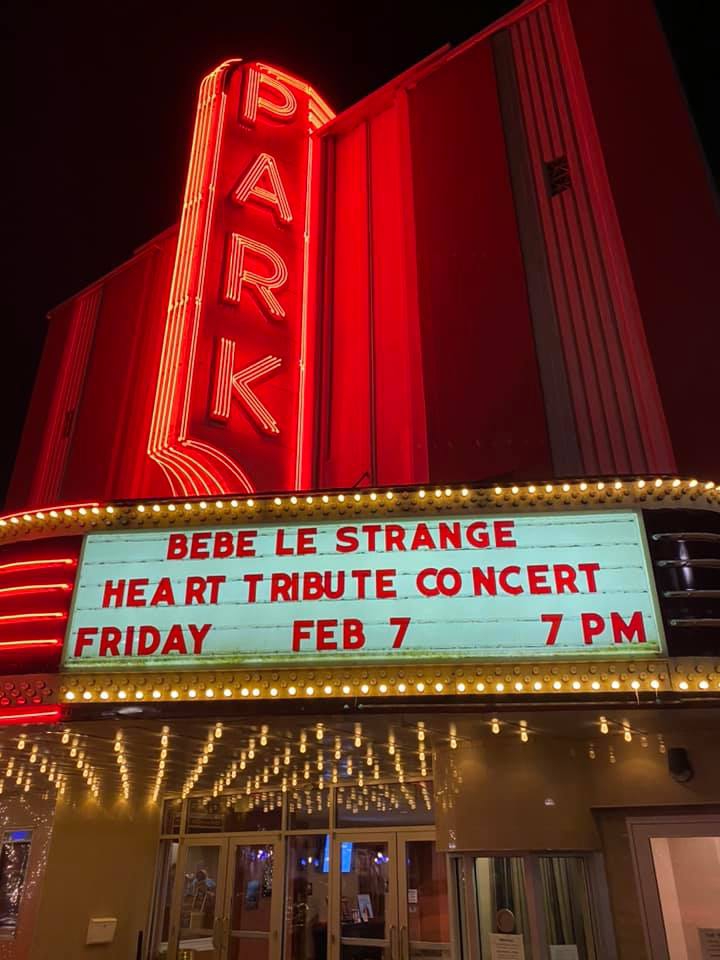 PARK
BEBE LE STRANGE
HEART TRIBUTE CONCERT
FRIDAY FEB 7 7 PM